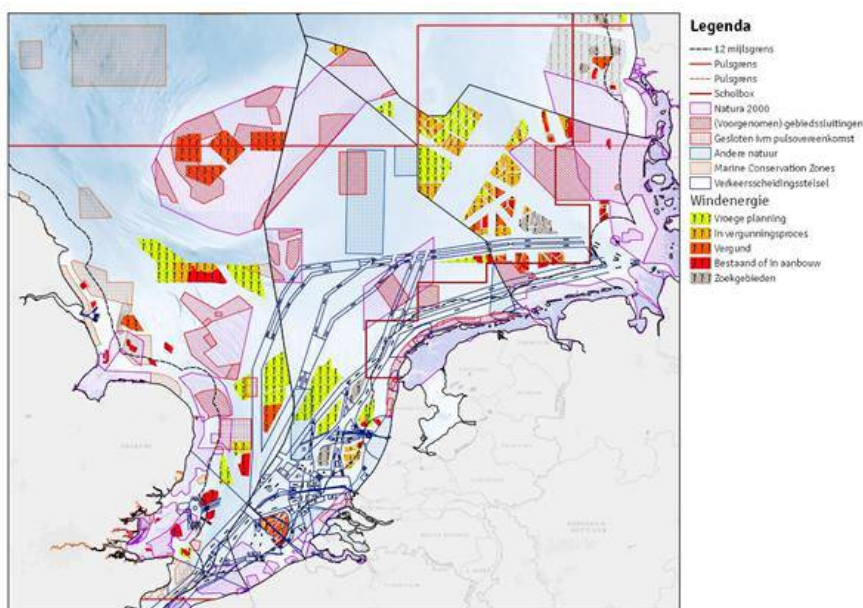 Legenda
12 mijlsgrens
Pulsgrens
Pulsgrens
Scholbox
Natura 2000
(Voorgenomen) gebiedssluitingen
Gesloten ivm pulsovereenkomst
Andere natuur
Marine Conservation Zones
Verkeersscheidingsstelsel
Windenergie
Vroege planning
In vergunningsproces
Vergund
Bestaand of in aanbouw
Zoekgebieden